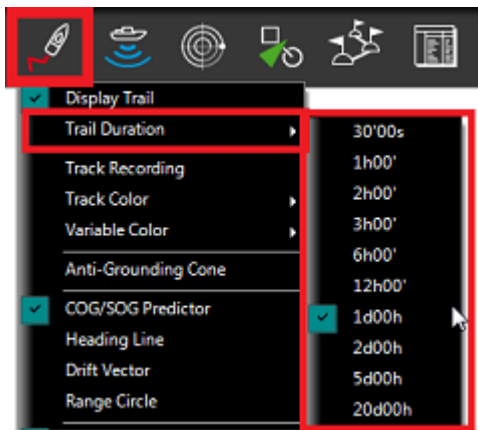 Display Trail
Trail Duration
Track Recording
Track Color
Variable Color
Anti-Grounding Cone
COG/SOG Predictor
Heading Line
Drift Vector
Range Circle
30'00s
1h00'
2h00'
3h00'
6h00'
12h00'
1d00h
2d00h
5d00h
20d00h